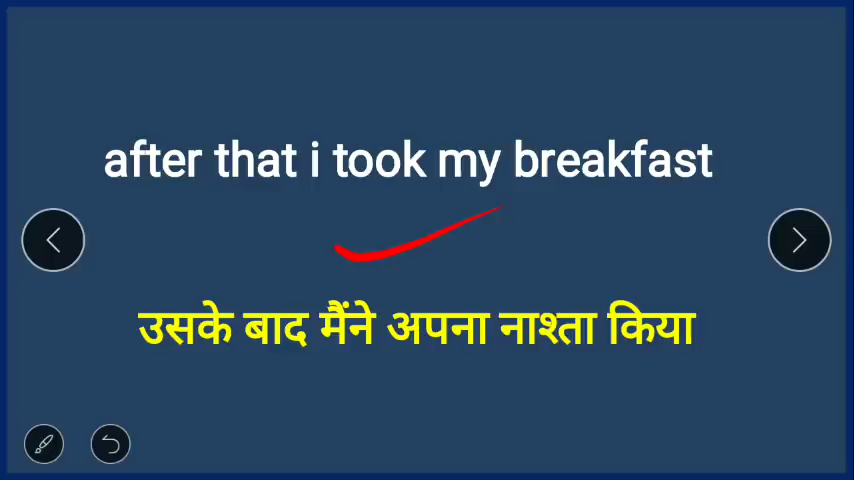 after that i took my breakfast
उसके बाद मैंने अपना नाश्ता किया